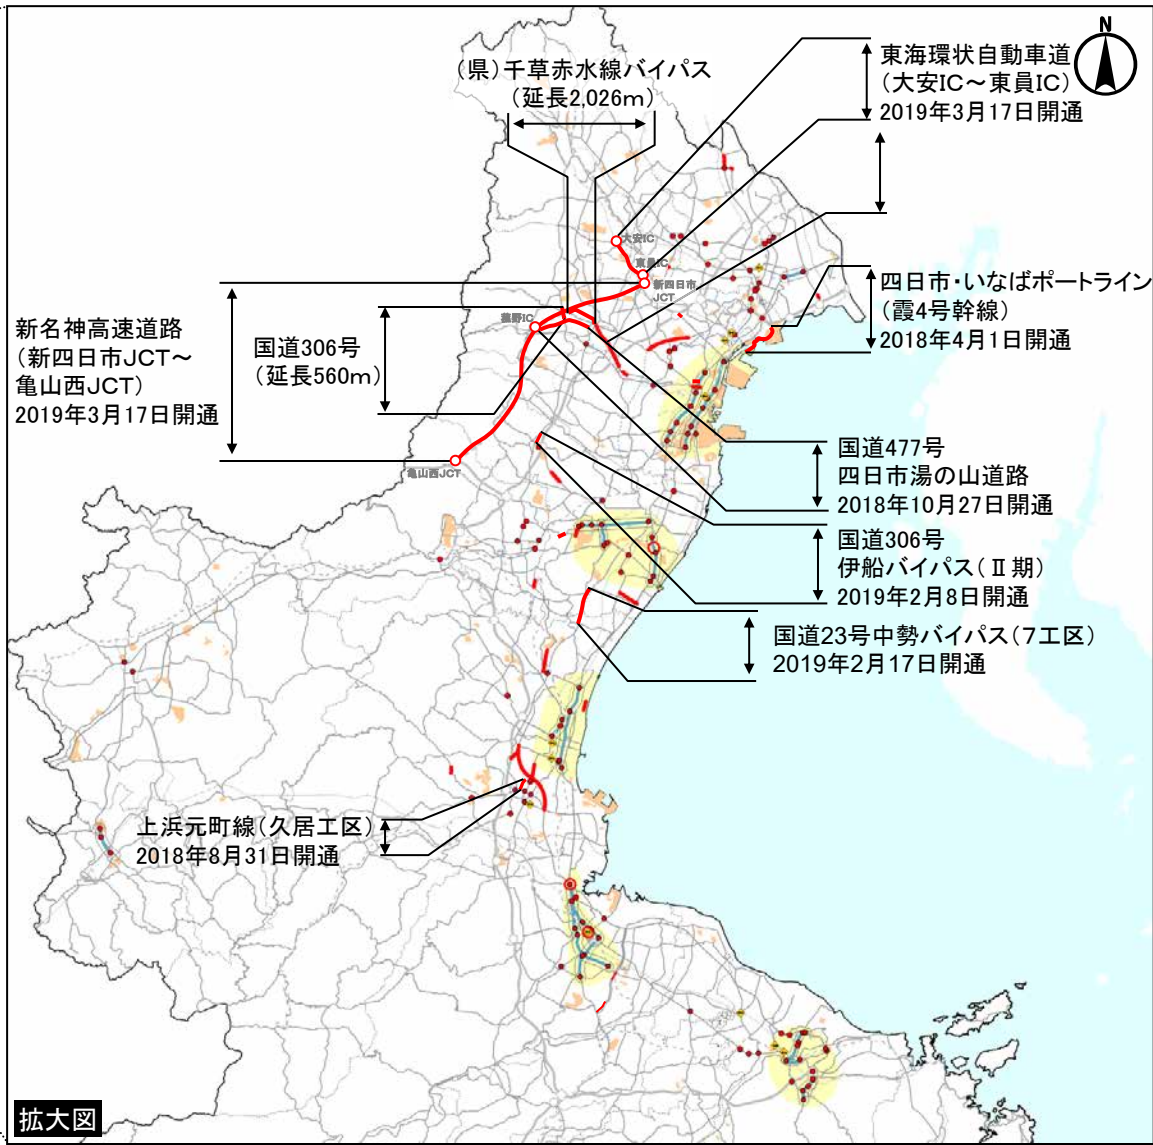 N
(県)千草赤水線バイパス
(延長2,026m)
東海環状自動車道
(大安IC～東員IC)
2019年3月17日開通
大安IC
東員IC
新四日市
JCT
菰野IC
亀山西JCT
四日市・いなばポートライン
(霞4号幹線)
2018年4月1日開通
新名神高速道路
(新四日市JCT～
亀山西JCT)
2019年3月17日開通
国道306号
(延長560m)
国道477号
四日市湯の山道路
2018年10月27日開通
国道306号
伊船バイパス(Ⅱ期)
2019年2月8日開通
国道23号中勢バイパス(7工区)
2019年2月17日開通
上浜元町線(久居工区)
2018年8月31日開通
拡大図